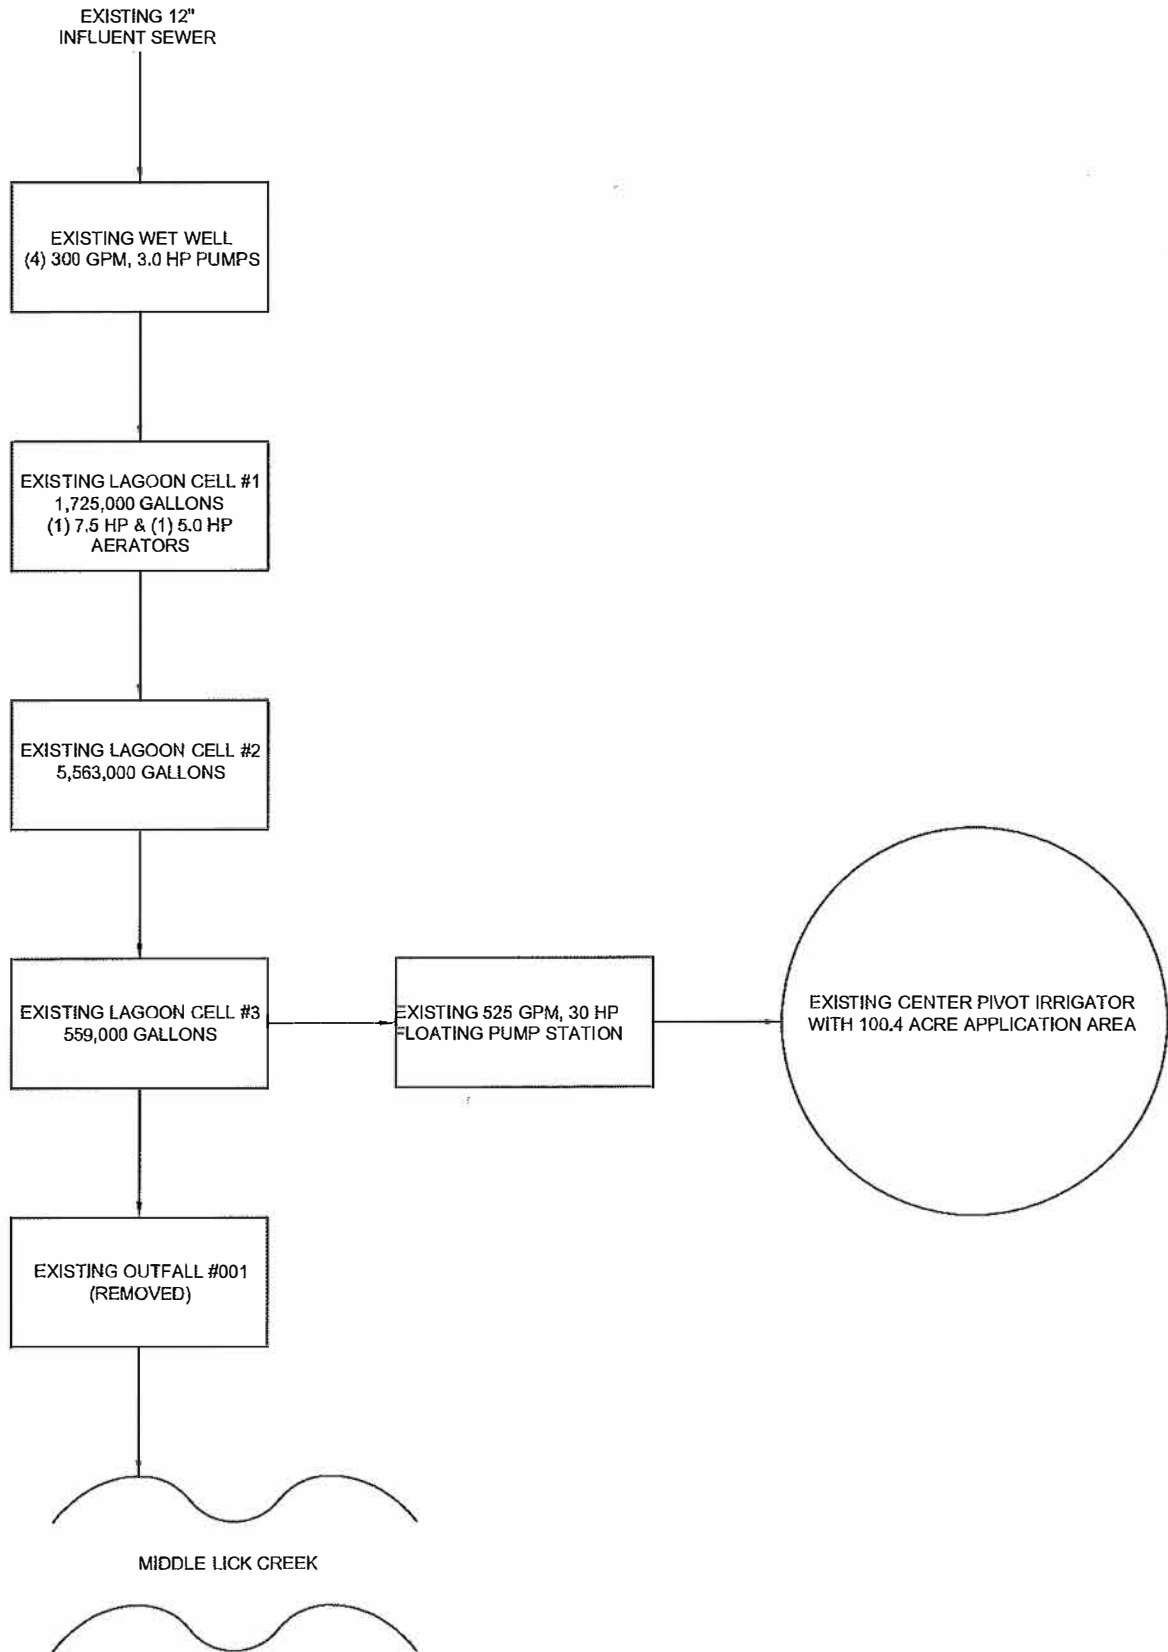 EXISTING 12"
INFLUENT SEWER
EXISTING WET WELL
(4) 300 GPM, 3.0 HP PUMPS
EXISTING LAGOON CELL #1
1,725,000 GALLONS
(1) 7.5 HP & (1) 5.0 HP
AERATORS
EXISTING LAGOON CELL #2
5,563,000 GALLONS
EXISTING LAGOON CELL #3
559,000 GALLONS
EXISTING 525 GPM, 30 HP
FLOATING PUMP STATION
EXISTING CENTER PIVOT IRRIGATOR
WITH 100.4 ACRE APPLICATION AREA
EXISTING OUTFALL #001
(REMOVED)
MIDDLE LICK CREEK